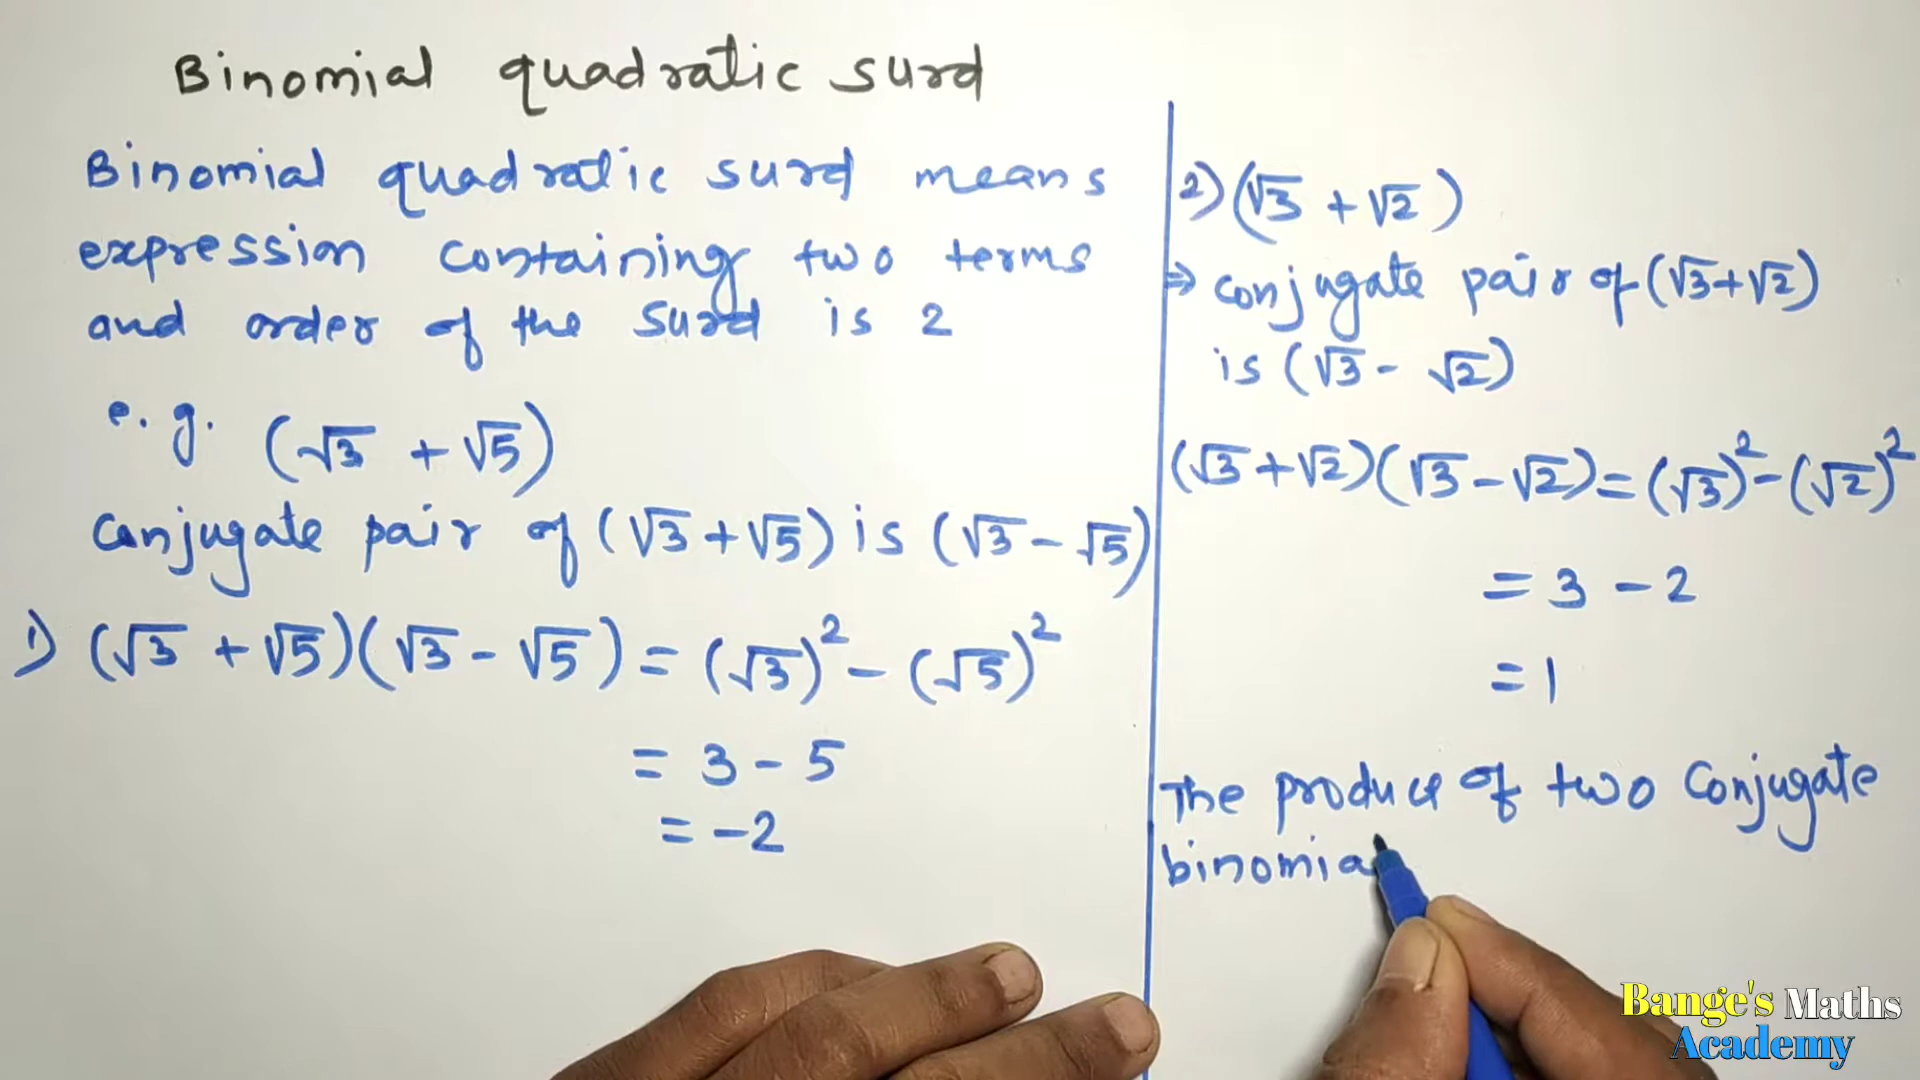 Binomial quadratic surd
Binomial quadratic surd means
expression containing two terms
and order of the surd is 2
e.g. (√3 + √5)
Conjugate pair of (√3 + √5) is (√3 - √5)
1) (√3 + √5)(√3 - √5) = (√3)² - (√5)²
= 3 - 5
= -2
2) (√3 + √2)
⇒ conjugate pair of (√3+√2)
is (√3 - √2)
(√3+√2)(√3-√2) = (√3)² - (√2)²
= 3 - 2
= 1
The produce of two Conjugate
binomia
Bange's Maths
Academy